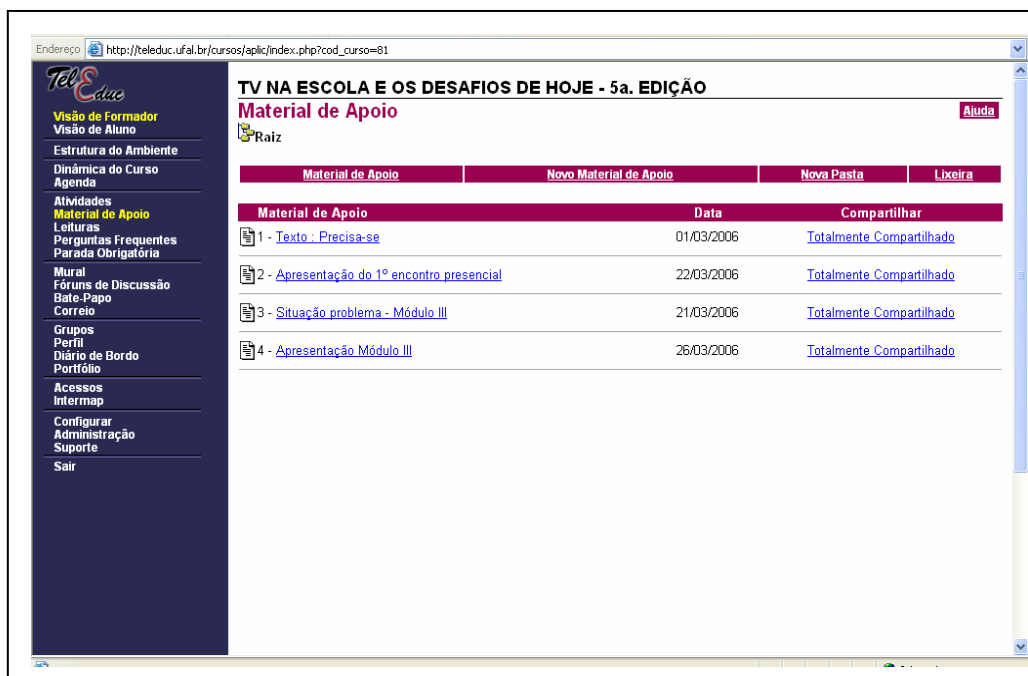 Endereço http://teleduc.ufal.br/cursos/aplic/index.php?cod_curso=81
TelEduc
Visão de Formador
Visão de Aluno
Estrutura do Ambiente
Dinâmica do Curso
Agenda
Atividades
Material de Apoio
Leituras
Perguntas Frequentes
Parada Obrigatória
Mural
Fóruns de Discussão
Bate-Papo
Correio
Grupos
Perfil
Diário de Bordo
Portfólio
Acessos
Intermap
Configurar
Administração
Suporte
Sair
TV NA ESCOLA E OS DESAFIOS DE HOJE - 5a. EDIÇÃO
Material de Apoio Ajuda
Raiz
Material de Apoio Novo Material de Apoio Nova Pasta Lixeira
Material de Apoio Data Compartilhar
1 - Texto : Precisa-se 01/03/2006 Totalmente Compartilhado
2 - Apresentação do 1º encontro presencial 22/03/2006 Totalmente Compartilhado
3 - Situação problema - Módulo III 21/03/2006 Totalmente Compartilhado
4 - Apresentação Módulo III 26/03/2006 Totalmente Compartilhado